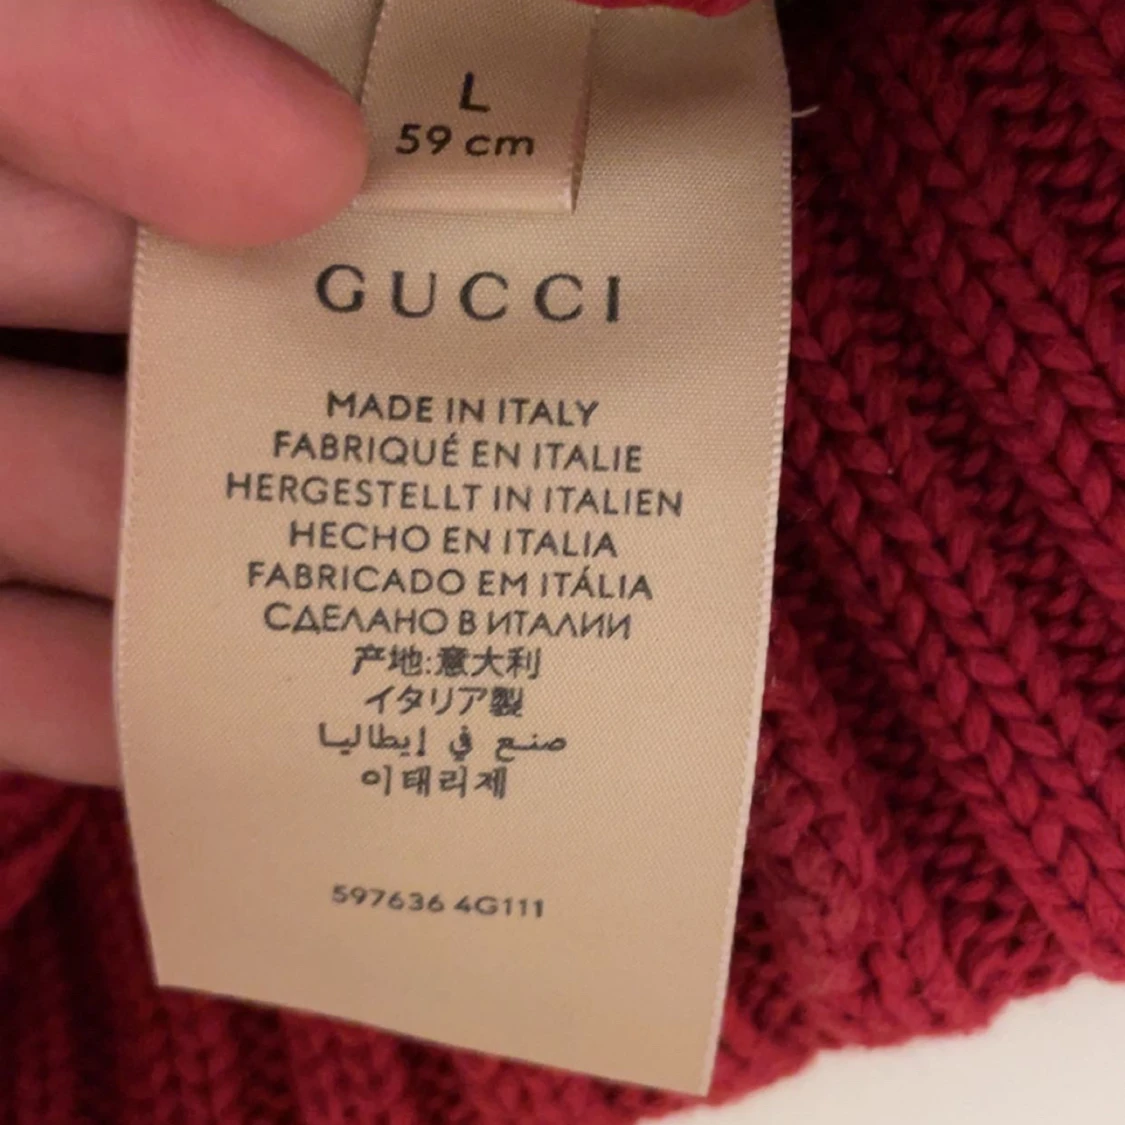 L
59 cm
GUCCI
MADE IN ITALY
FABRIQUÉ EN ITALIE
HERGESTELLT IN ITALIEN
HECHO EN ITALIA
FABRICADO EM ITÁLIA
СДЕЛАНО В ИТАЛИИ
产地:意大利
イタリア製
صنع في إيطاليا
이태리제
597636 4G111